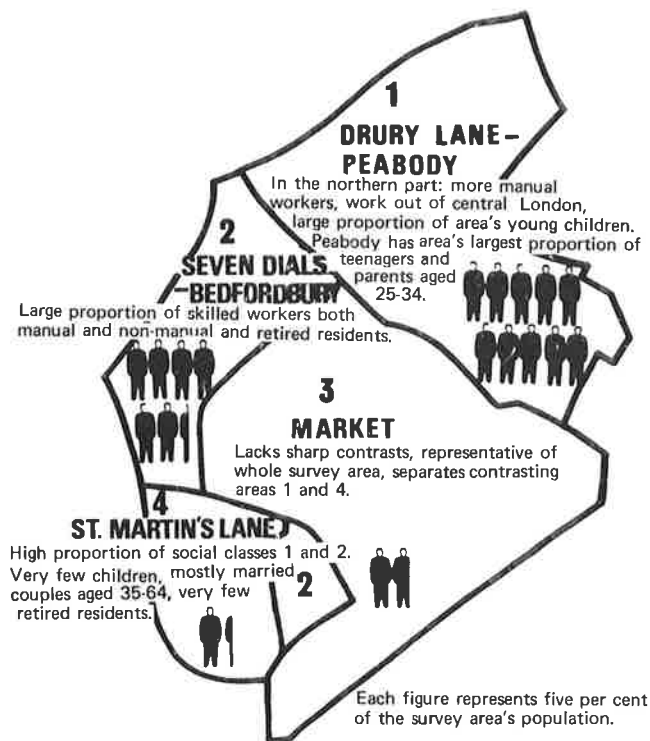 1
DRURY LANE–
PEABODY
In the northern part: more manual
workers, work out of central London,
large proportion of area's young children.
Peabody has area's largest proportion of
teenagers and
parents aged
25-34.
2
SEVEN DIALS
–BEDFORDBURY
Large proportion of skilled workers both
manual and non-manual and retired residents.
3
MARKET
Lacks sharp contrasts, representative of
whole survey area, separates contrasting
areas 1 and 4.
4
ST. MARTIN'S LANE
High proportion of social classes 1 and 2.
Very few children, mostly married
couples aged 35-64, very few
retired residents.
2
Each figure represents five per cent
of the survey area's population.